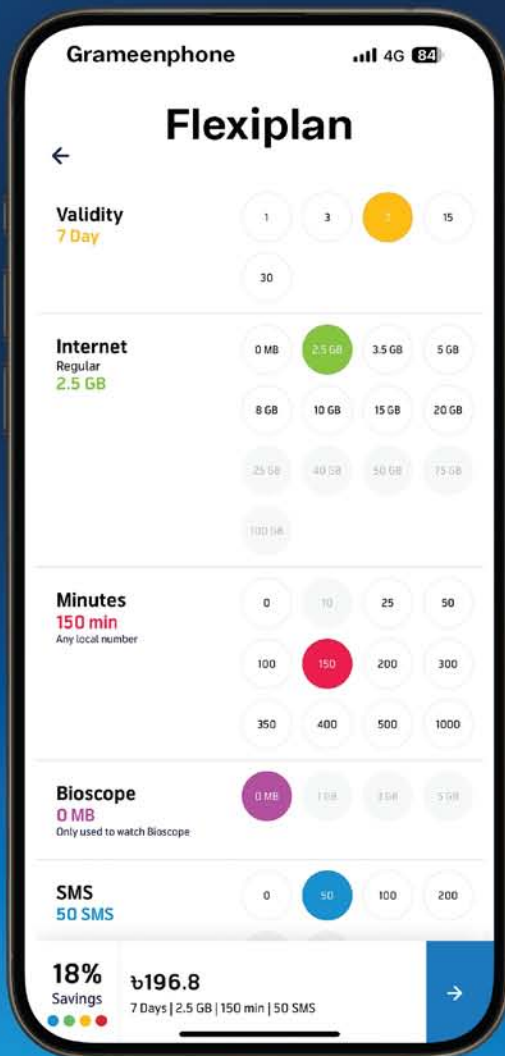 Grameenphone 4G 84
Flexiplan
Validity
7 Day
1 3 7 15
30
Internet
Regular
2.5 GB
0 MB 2.5 GB 3.5 GB 5 GB
8 GB 10 GB 15 GB 20 GB
25 GB 40 GB 50 GB 75 GB
100 GB
Minutes
150 min
Any local number
0 10 25 50
100 150 200 300
350 400 500 1000
Bioscope
0 MB
Only used to watch Bioscope
0 MB 1 GB 3 GB 5 GB
SMS
50 SMS
0 50 100 200
18%
Savings
৳196.8
7 Days | 2.5 GB | 150 min | 50 SMS